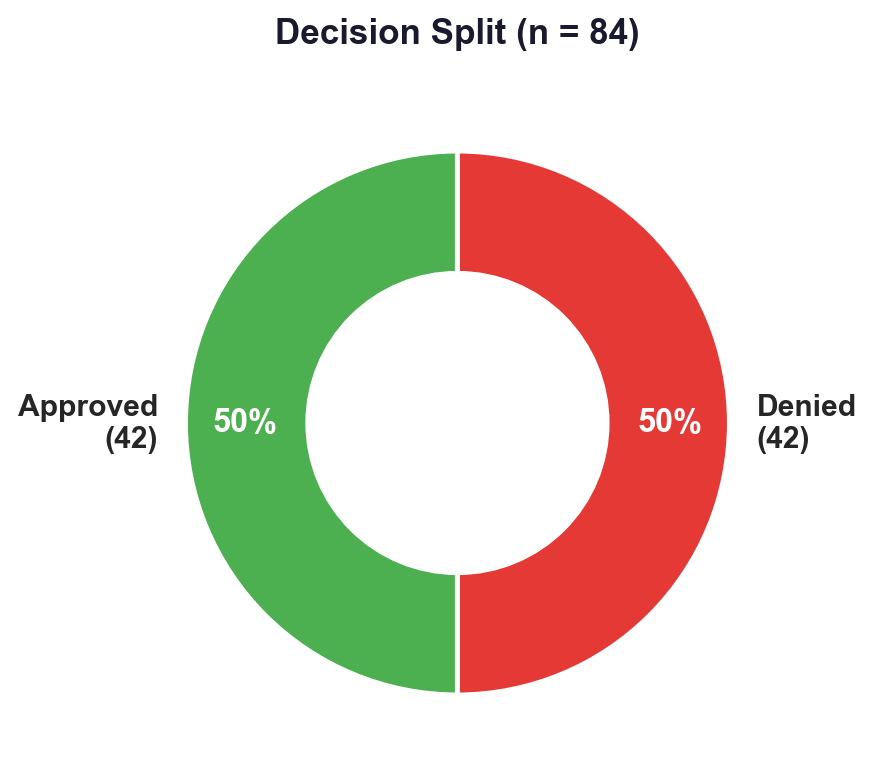 Decision Split (n = 84)
Approved
(42)
50%
50%
Denied
(42)